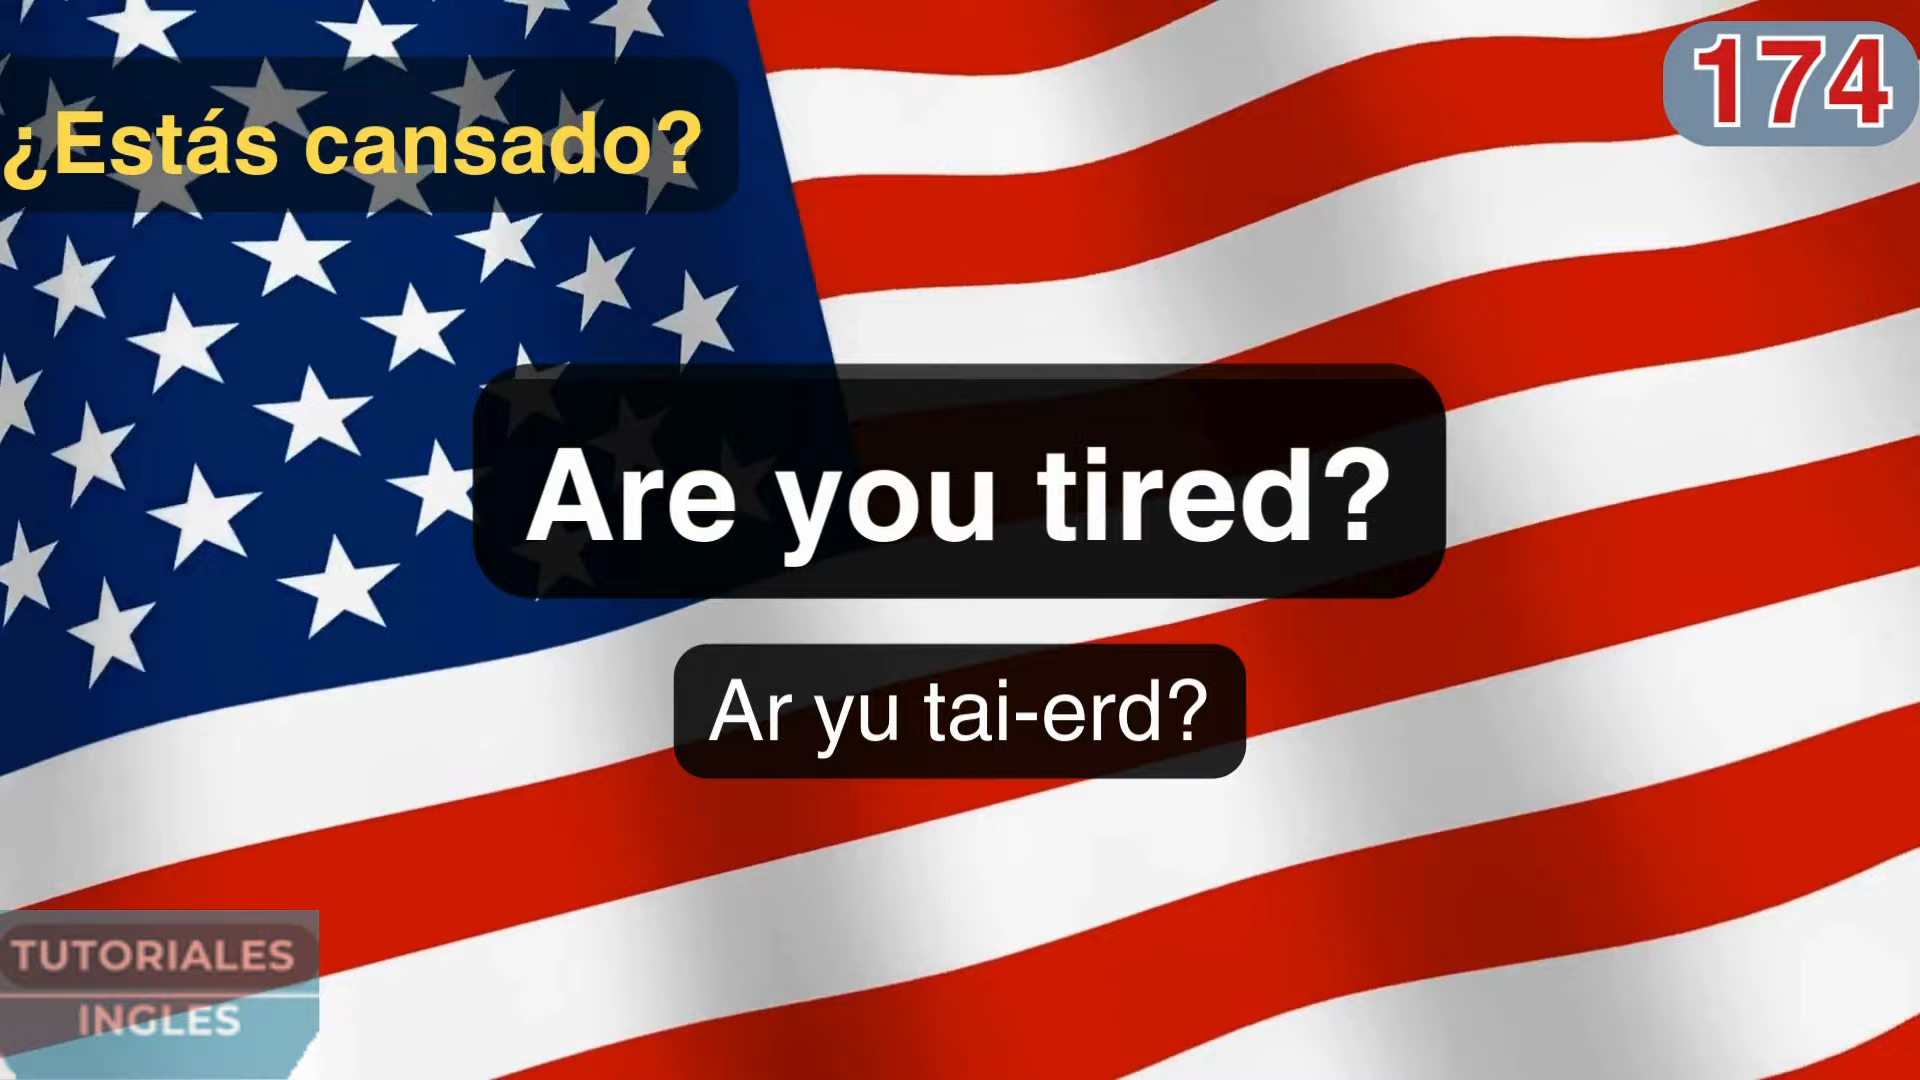 ¿Estás cansado?
174
Are you tired?
Ar yu tai-erd?
TUTORIALES
INGLES